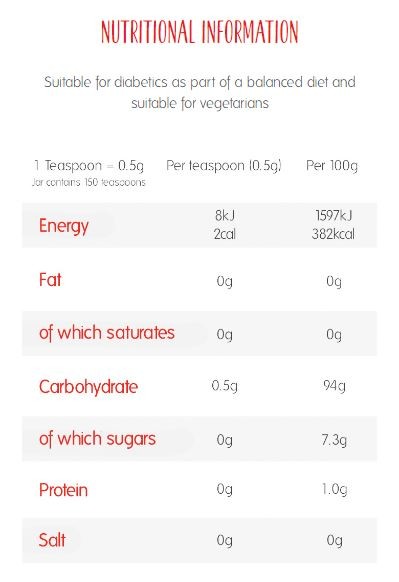 NUTRITIONAL INFORMATION
Suitable for diabetics as part of a balanced diet and
suitable for vegetarians
1 Teaspoon = 0.5g Per teaspoon (0.5g) Per 100g
Jar contains 150 teaspoons
Energy 8kJ 1597kJ
2cal 382kcal
Fat 0g 0g
of which saturates 0g 0g
Carbohydrate 0.5g 94g
of which sugars 0g 7.3g
Protein 0g 1.0g
Salt 0g 0g